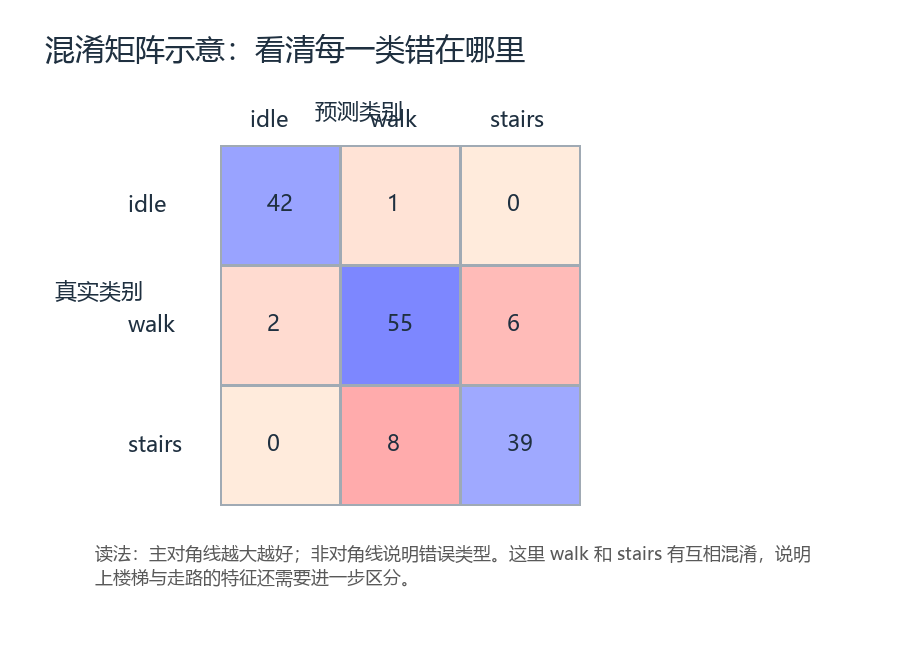 混淆矩阵示意：看清每一类错在哪里
预测类别
idle walk stairs
idle 42 1 0
真实类别
walk 2 55 6
stairs 0 8 39
读法：主对角线越大越好；非对角线说明错误类型。这里 walk 和 stairs 有互相混淆，说明
上楼梯与走路的特征还需要进一步区分。